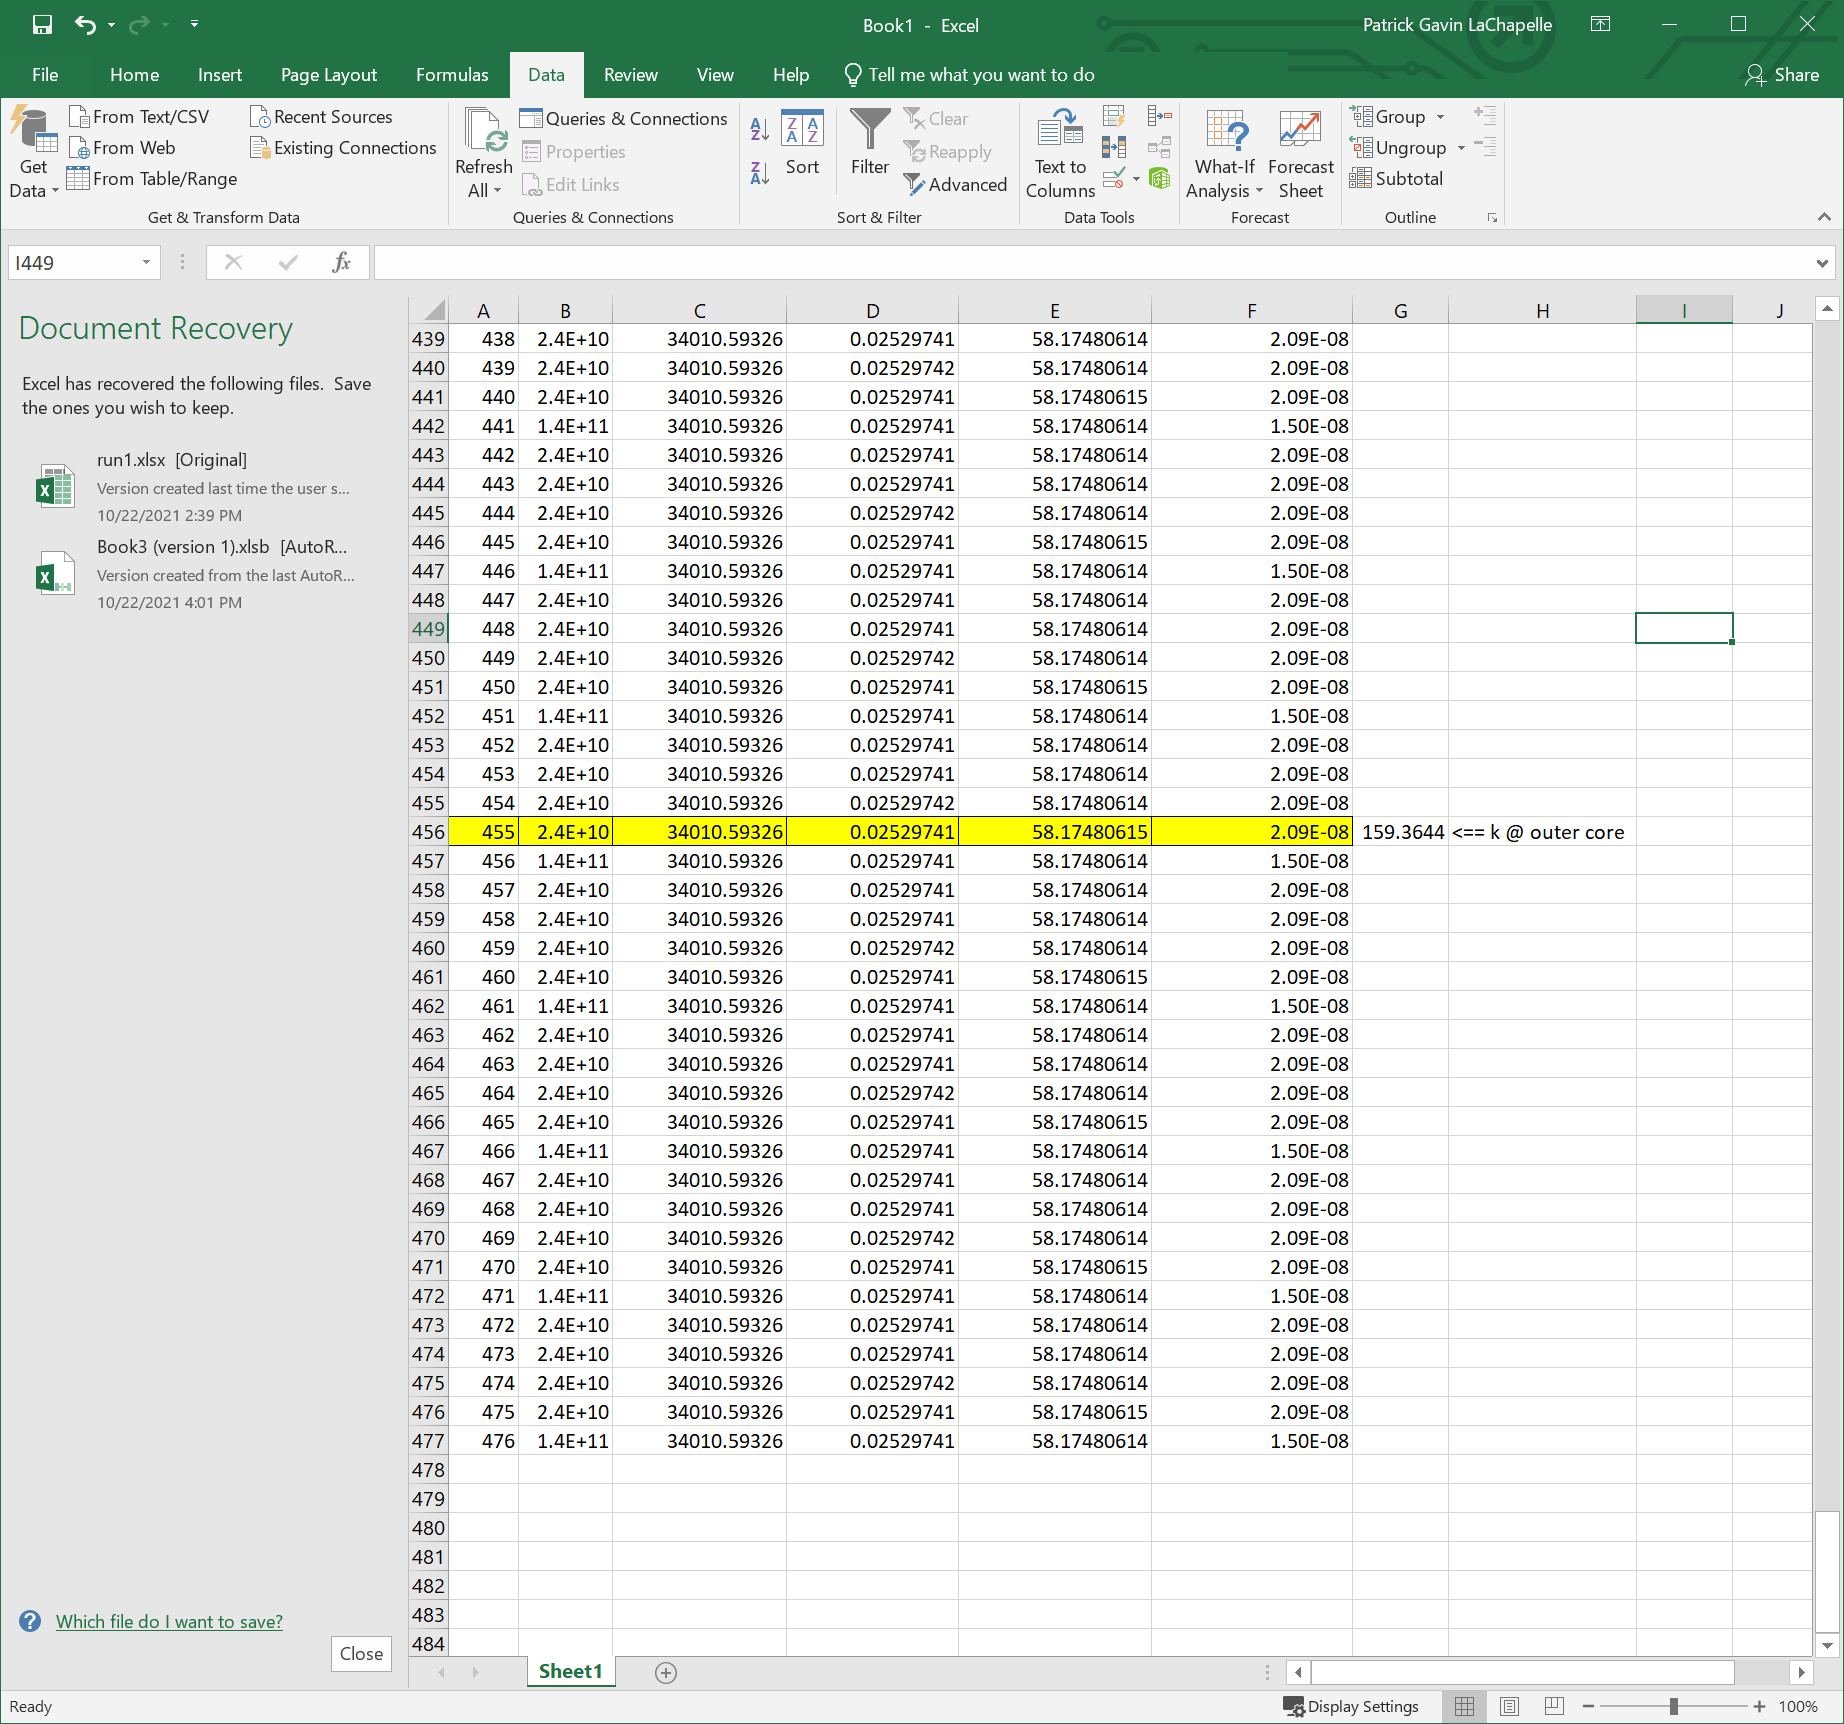 Book1 - Excel
Patrick Gavin LaChapelle
File Home Insert Page Layout Formulas Data Review View Help Tell me what you want to do Share
Get Data
From Text/CSV
From Web
From Table/Range
Recent Sources
Existing Connections
Get & Transform Data
Refresh All
Queries & Connections
Properties
Edit Links
Queries & Connections
Sort
Filter
Clear
Reapply
Advanced
Sort & Filter
Text to Columns
Data Tools
What-If Analysis
Forecast Sheet
Forecast
Group
Ungroup
Subtotal
Outline
I449
fx
Document Recovery
Excel has recovered the following files. Save
the ones you wish to keep.
run1.xlsx [Original]
Version created last time the user s...
10/22/2021 2:39 PM
Book3 (version 1).xlsb [AutoR...
Version created from the last AutoR...
10/22/2021 4:01 PM
Which file do I want to save?
Close
A B C D E F G H I J
439 438 2.4E+10 34010.59326 0.02529741 58.17480614 2.09E-08
440 439 2.4E+10 34010.59326 0.02529742 58.17480614 2.09E-08
441 440 2.4E+10 34010.59326 0.02529741 58.17480615 2.09E-08
442 441 1.4E+11 34010.59326 0.02529741 58.17480614 1.50E-08
443 442 2.4E+10 34010.59326 0.02529741 58.17480614 2.09E-08
444 443 2.4E+10 34010.59326 0.02529741 58.17480614 2.09E-08
445 444 2.4E+10 34010.59326 0.02529742 58.17480614 2.09E-08
446 445 2.4E+10 34010.59326 0.02529741 58.17480615 2.09E-08
447 446 1.4E+11 34010.59326 0.02529741 58.17480614 1.50E-08
448 447 2.4E+10 34010.59326 0.02529741 58.17480614 2.09E-08
449 448 2.4E+10 34010.59326 0.02529741 58.17480614 2.09E-08
450 449 2.4E+10 34010.59326 0.02529742 58.17480614 2.09E-08
451 450 2.4E+10 34010.59326 0.02529741 58.17480615 2.09E-08
452 451 1.4E+11 34010.59326 0.02529741 58.17480614 1.50E-08
453 452 2.4E+10 34010.59326 0.02529741 58.17480614 2.09E-08
454 453 2.4E+10 34010.59326 0.02529741 58.17480614 2.09E-08
455 454 2.4E+10 34010.59326 0.02529742 58.17480614 2.09E-08
456 455 2.4E+10 34010.59326 0.02529741 58.17480615 2.09E-08 159.3644 <== k @ outer core
457 456 1.4E+11 34010.59326 0.02529741 58.17480614 1.50E-08
458 457 2.4E+10 34010.59326 0.02529741 58.17480614 2.09E-08
459 458 2.4E+10 34010.59326 0.02529741 58.17480614 2.09E-08
460 459 2.4E+10 34010.59326 0.02529742 58.17480614 2.09E-08
461 460 2.4E+10 34010.59326 0.02529741 58.17480615 2.09E-08
462 461 1.4E+11 34010.59326 0.02529741 58.17480614 1.50E-08
463 462 2.4E+10 34010.59326 0.02529741 58.17480614 2.09E-08
464 463 2.4E+10 34010.59326 0.02529741 58.17480614 2.09E-08
465 464 2.4E+10 34010.59326 0.02529742 58.17480614 2.09E-08
466 465 2.4E+10 34010.59326 0.02529741 58.17480615 2.09E-08
467 466 1.4E+11 34010.59326 0.02529741 58.17480614 1.50E-08
468 467 2.4E+10 34010.59326 0.02529741 58.17480614 2.09E-08
469 468 2.4E+10 34010.59326 0.02529741 58.17480614 2.09E-08
470 469 2.4E+10 34010.59326 0.02529742 58.17480614 2.09E-08
471 470 2.4E+10 34010.59326 0.02529741 58.17480615 2.09E-08
472 471 1.4E+11 34010.59326 0.02529741 58.17480614 1.50E-08
473 472 2.4E+10 34010.59326 0.02529741 58.17480614 2.09E-08
474 473 2.4E+10 34010.59326 0.02529741 58.17480614 2.09E-08
475 474 2.4E+10 34010.59326 0.02529742 58.17480614 2.09E-08
476 475 2.4E+10 34010.59326 0.02529741 58.17480615 2.09E-08
477 476 1.4E+11 34010.59326 0.02529741 58.17480614 1.50E-08
478
479
480
481
482
483
484
Sheet1
Ready
Display Settings
100%